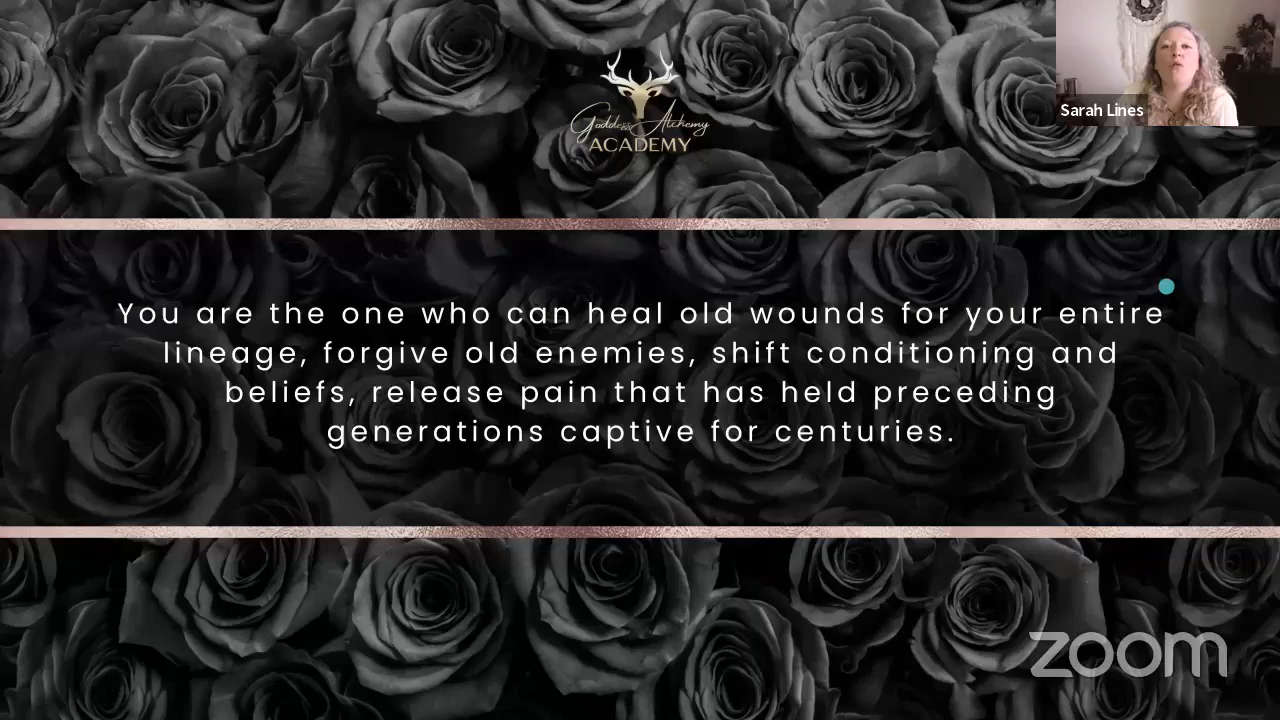 Goddess Alchemy
ACADEMY
Sarah Lines
You are the one who can heal old wounds for your entire
lineage, forgive old enemies, shift conditioning and
beliefs, release pain that has held preceding
generations captive for centuries.
zoom